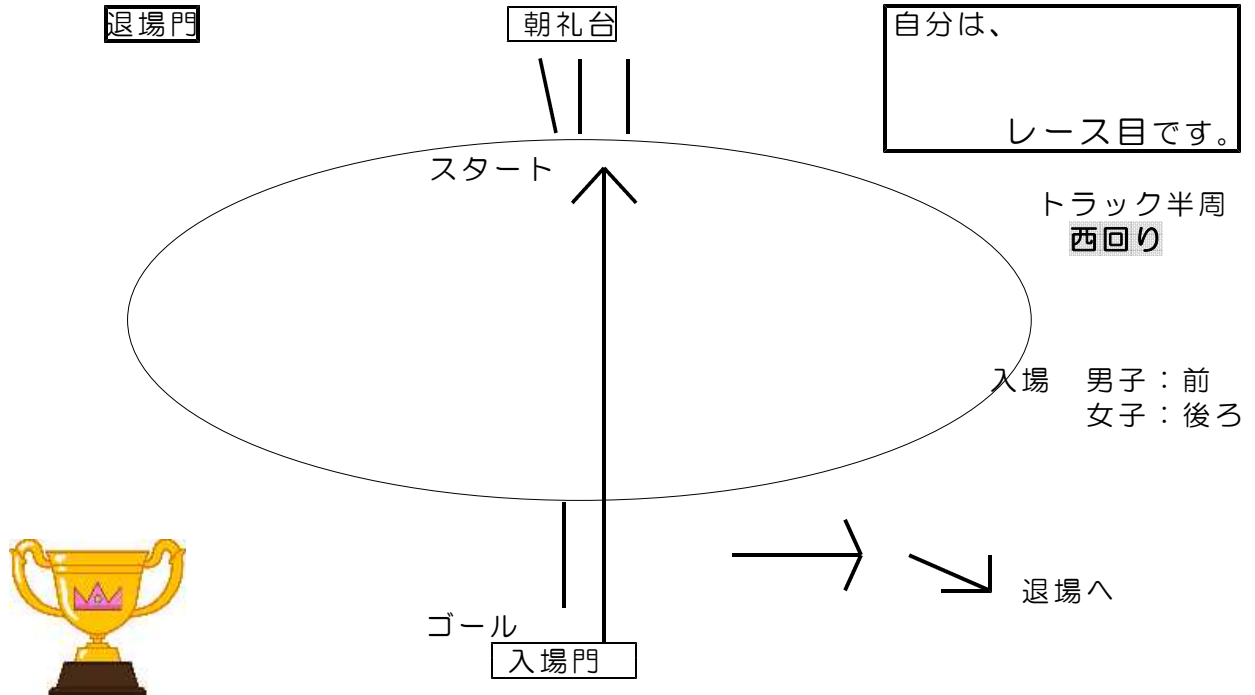 退場門
朝礼台
自分は、
レース目です。
スタート
トラック半周
西回り
入場　男子：前
女子：後ろ
退場へ
ゴール
入場門